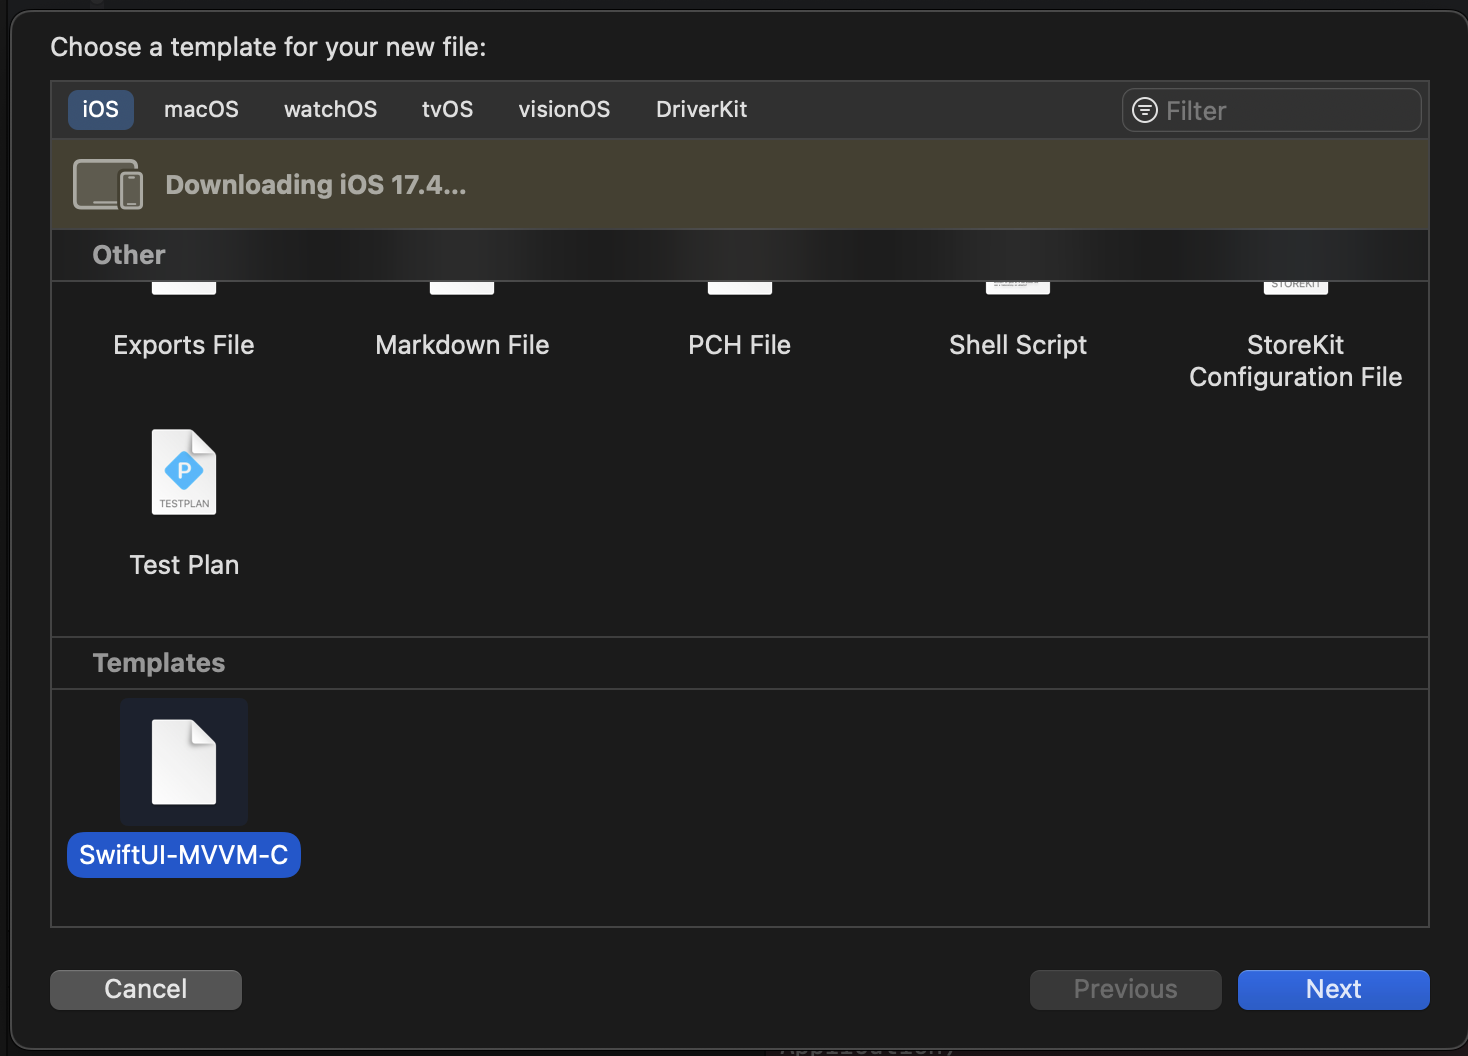 Choose a template for your new file:
iOS macOS watchOS tvOS visionOS DriverKit Filter
Downloading iOS 17.4...
Other
STOREKIT
Exports File Markdown File PCH File Shell Script StoreKit
Configuration File
P
TESTPLAN
Test Plan
Templates
SwiftUI-MVVM-C
Cancel Previous Next